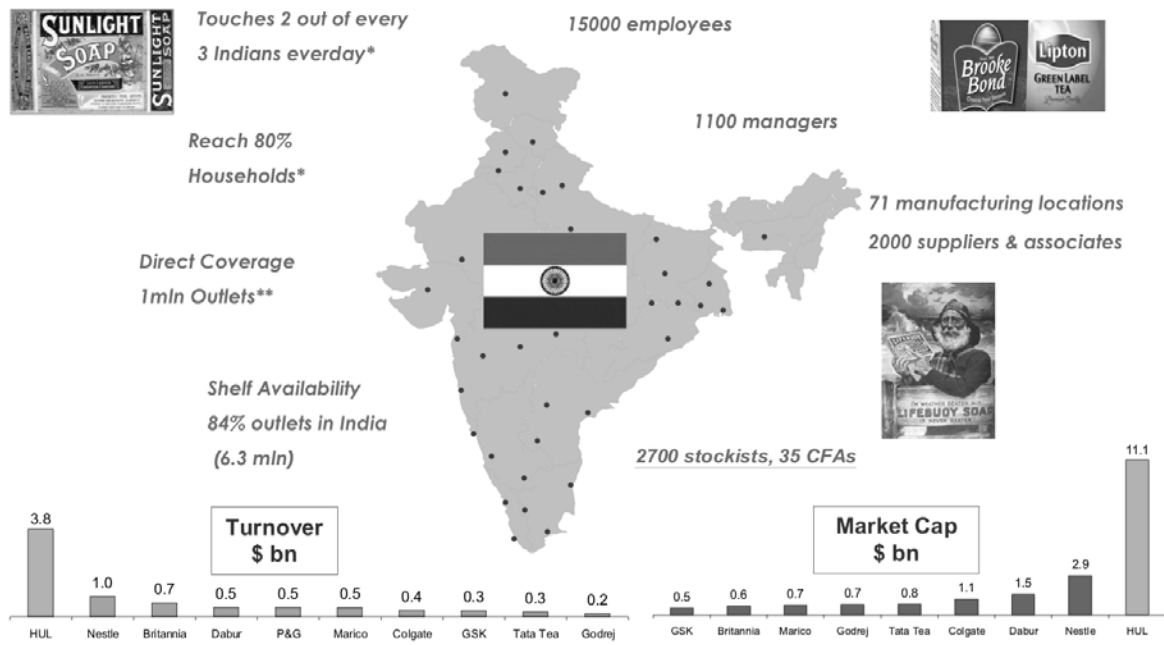 SUNLIGHT
SOAP
SUNLIGHT
SOAP
Touches 2 out of every
3 Indians everday*
15000 employees
Brooke
Bond
Lipton
GREEN LABEL
TEA
1100 managers
Reach 80%
Households*
71 manufacturing locations
2000 suppliers & associates
Direct Coverage
1mln Outlets**
LIFEBUOY SOAP
Shelf Availability
84% outlets in India
(6.3 mln)
2700 stockists, 35 CFAs
Turnover
$ bn
3.8
1.0
0.7
0.5
0.5
0.5
0.4
0.3
0.3
0.2
HUL
Nestle
Britannia
Dabur
P&G
Marico
Colgate
GSK
Tata Tea
Godrej
Market Cap
$ bn
0.5
0.6
0.7
0.7
0.8
1.1
1.5
2.9
11.1
GSK
Britannia
Marico
Godrej
Tata Tea
Colgate
Dabur
Nestle
HUL